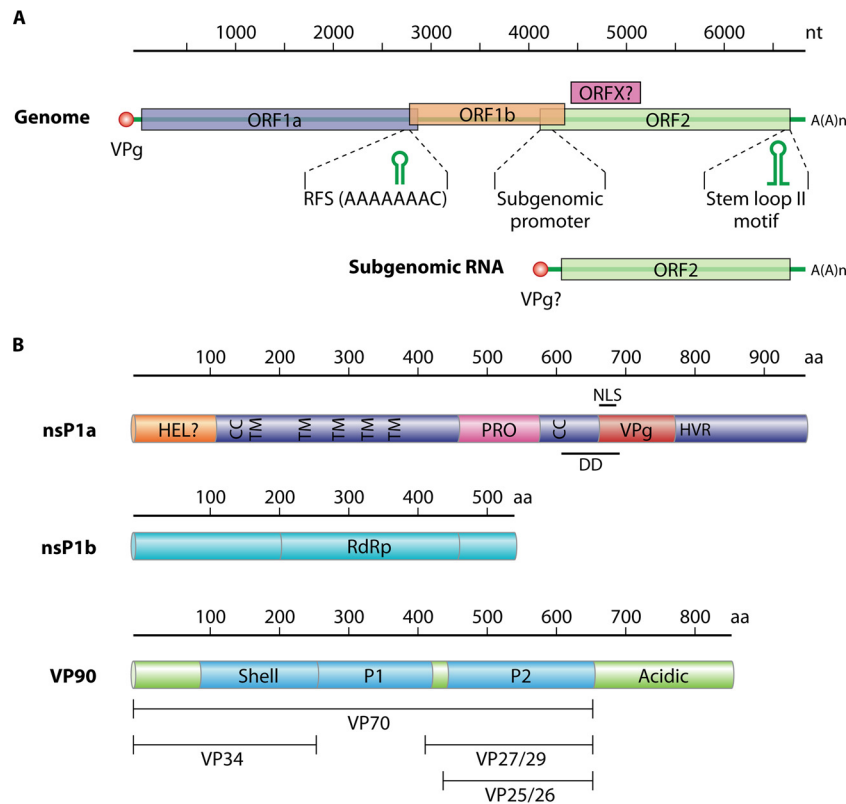 A
1000 2000 3000 4000 5000 6000 nt
ORFX?
Genome ORF1a ORF1b ORF2 A(A)n
VPg
RFS (AAAAAAAC) Subgenomic Stem loop II
promoter motif
Subgenomic RNA ORF2 A(A)n
VPg?
B
100 200 300 400 500 600 700 800 900 aa
NLS
nsP1a HEL? CC TM TM TM TM TM PRO CC VPg HVR
DD
100 200 300 400 500 aa
nsP1b RdRp
100 200 300 400 500 600 700 800 aa
VP90 Shell P1 P2 Acidic
VP70
VP34 VP27/29
VP25/26